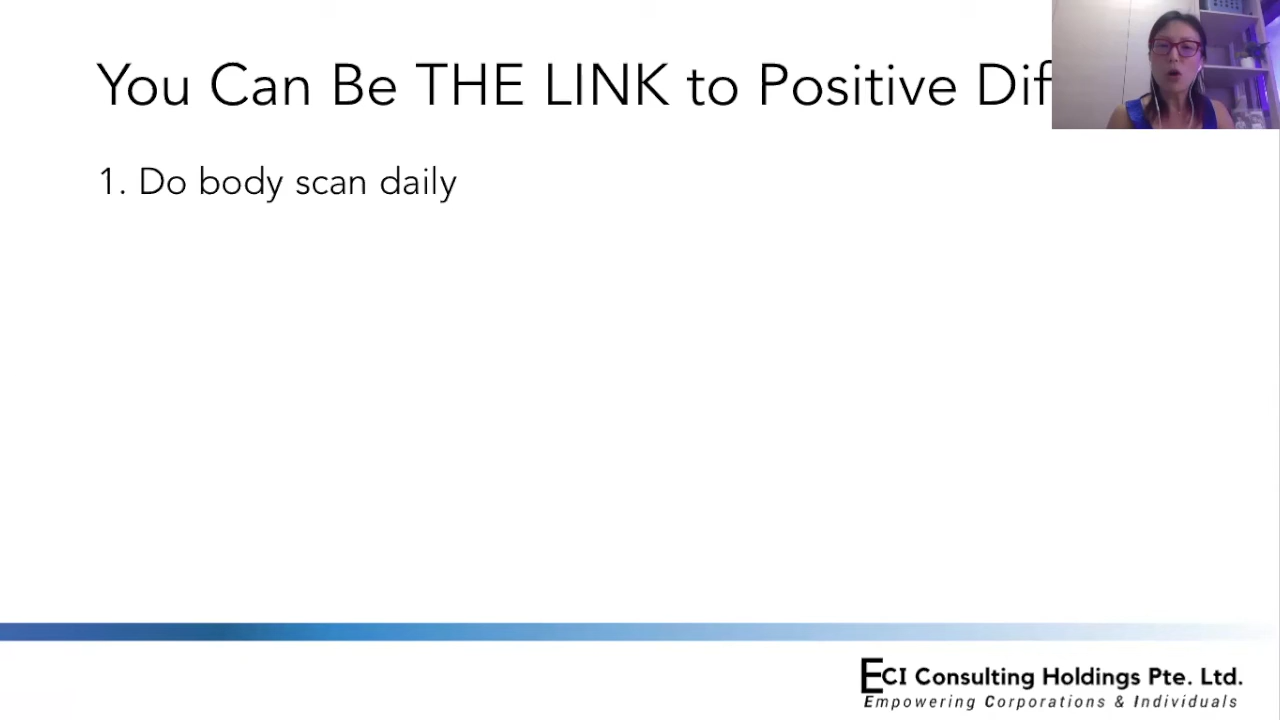 You Can Be THE LINK to Positive Dif
1. Do body scan daily
ECI Consulting Holdings Pte. Ltd.
Empowering Corporations & Individuals